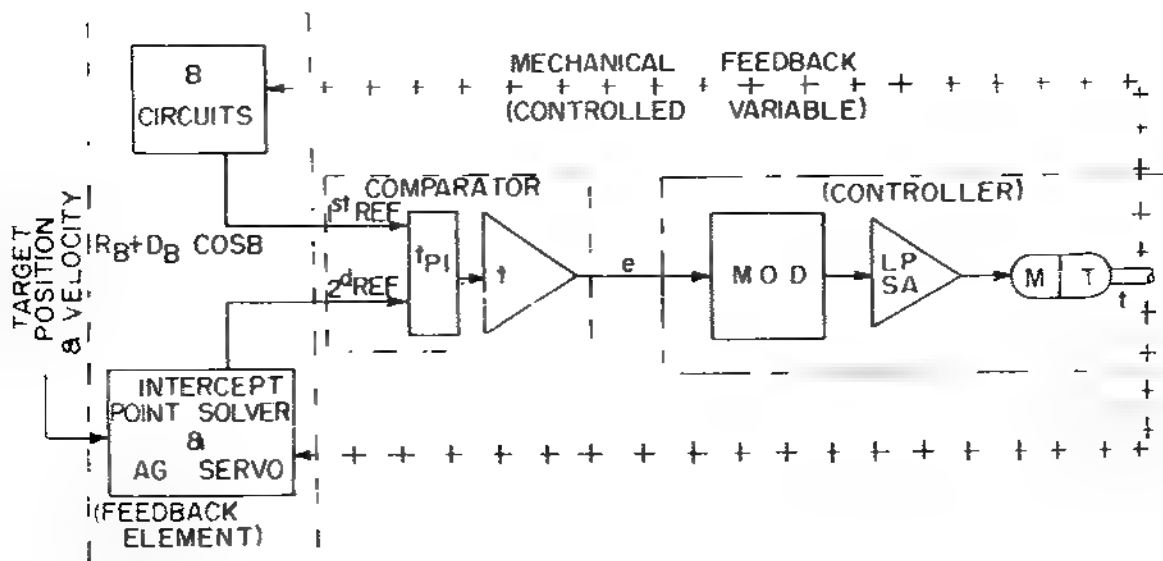 MECHANICAL FEEDBACK
(CONTROLLED VARIABLE)
8
CIRCUITS
COMPARATOR
(CONTROLLER)
1st REF
R8+D8 COS8
tP1
t
e
MOD
LP
SA
M T
t
2d REF
TARGET
POSITION
& VELOCITY
INTERCEPT
POINT SOLVER
&
AG SERVO
(FEEDBACK
ELEMENT)